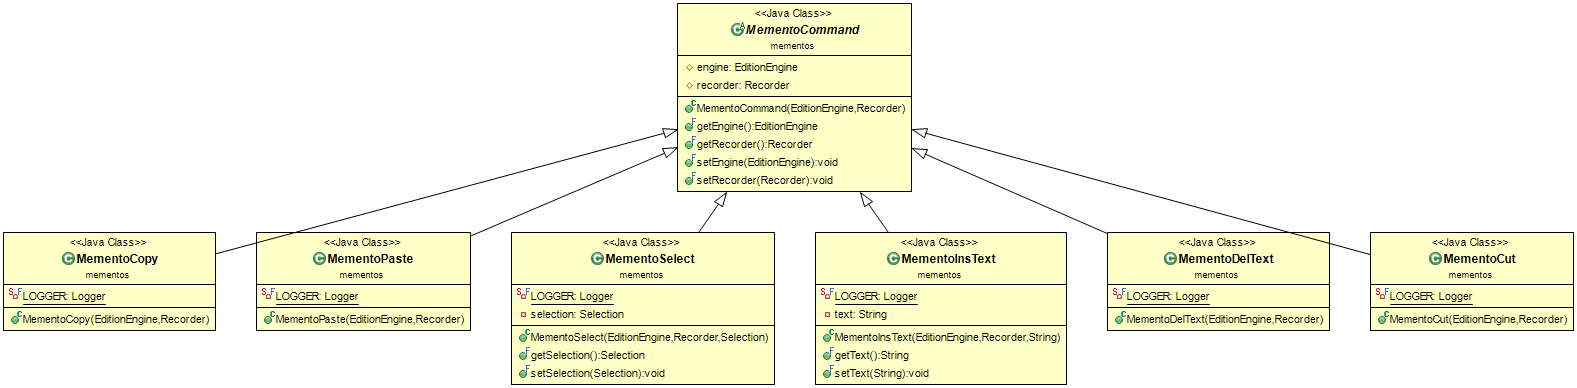 <<Java Class>>
MementoCommand
mementos
engine: EditionEngine
recorder: Recorder
MementoCommand(EditionEngine,Recorder)
getEngine():EditionEngine
getRecorder():Recorder
setEngine(EditionEngine):void
setRecorder(Recorder):void
<<Java Class>>
MementoCopy
mementos
LOGGER: Logger
MementoCopy(EditionEngine,Recorder)
<<Java Class>>
MementoPaste
mementos
LOGGER: Logger
MementoPaste(EditionEngine,Recorder)
<<Java Class>>
MementoSelect
mementos
LOGGER: Logger
selection: Selection
MementoSelect(EditionEngine,Recorder,Selection)
getSelection():Selection
setSelection(Selection):void
<<Java Class>>
MementoInsText
mementos
LOGGER: Logger
text: String
MementoInsText(EditionEngine,Recorder,String)
getText():String
setText(String):void
<<Java Class>>
MementoDelText
mementos
LOGGER: Logger
MementoDelText(EditionEngine,Recorder)
<<Java Class>>
MementoCut
mementos
LOGGER: Logger
MementoCut(EditionEngine,Recorder)